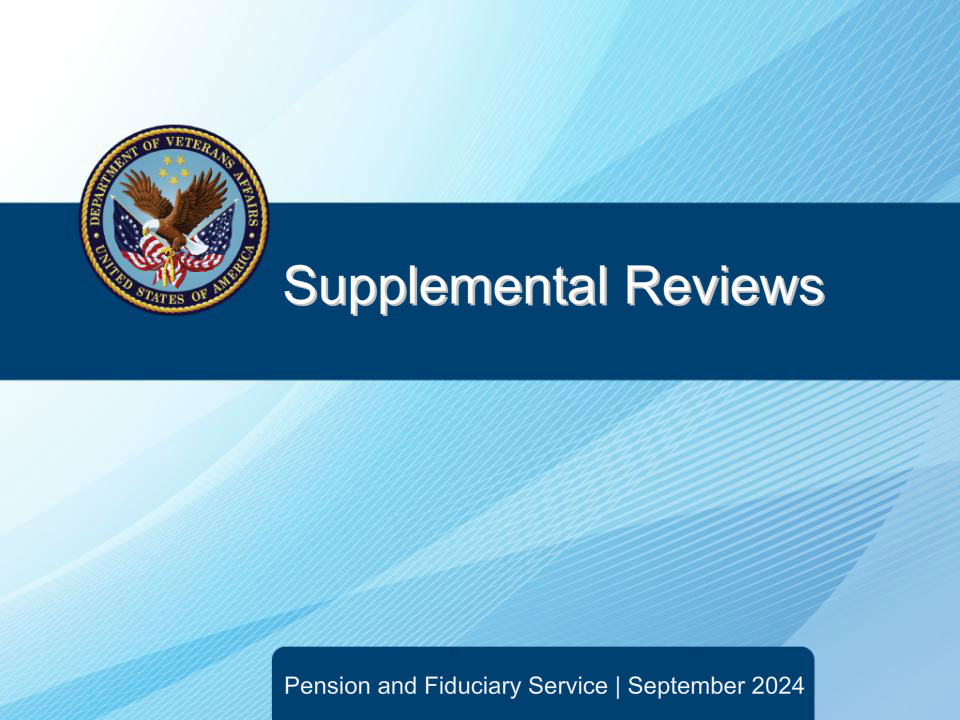 DEPARTMENT OF VETERANS AFFAIRS
UNITED STATES OF AMERICA
Supplemental Reviews
Pension and Fiduciary Service | September 2024